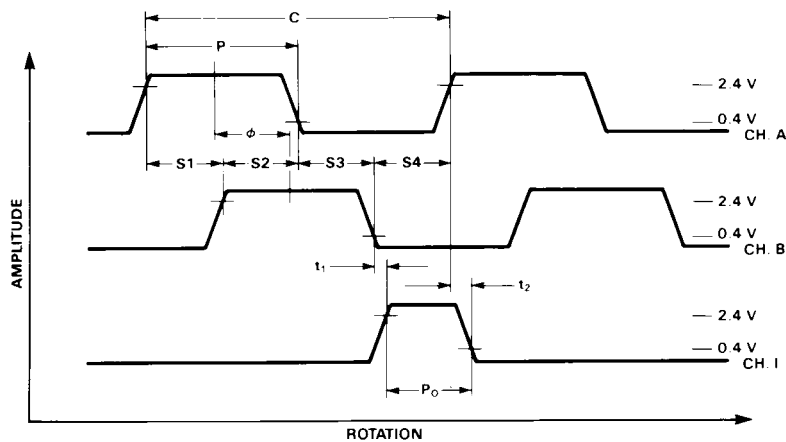 C
P
2.4 V
0.4 V
ϕ
CH. A
S1 S2 S3 S4
2.4 V
0.4 V
CH. B
t₁
t₂
2.4 V
0.4 V
CH. I
P₀
AMPLITUDE
ROTATION